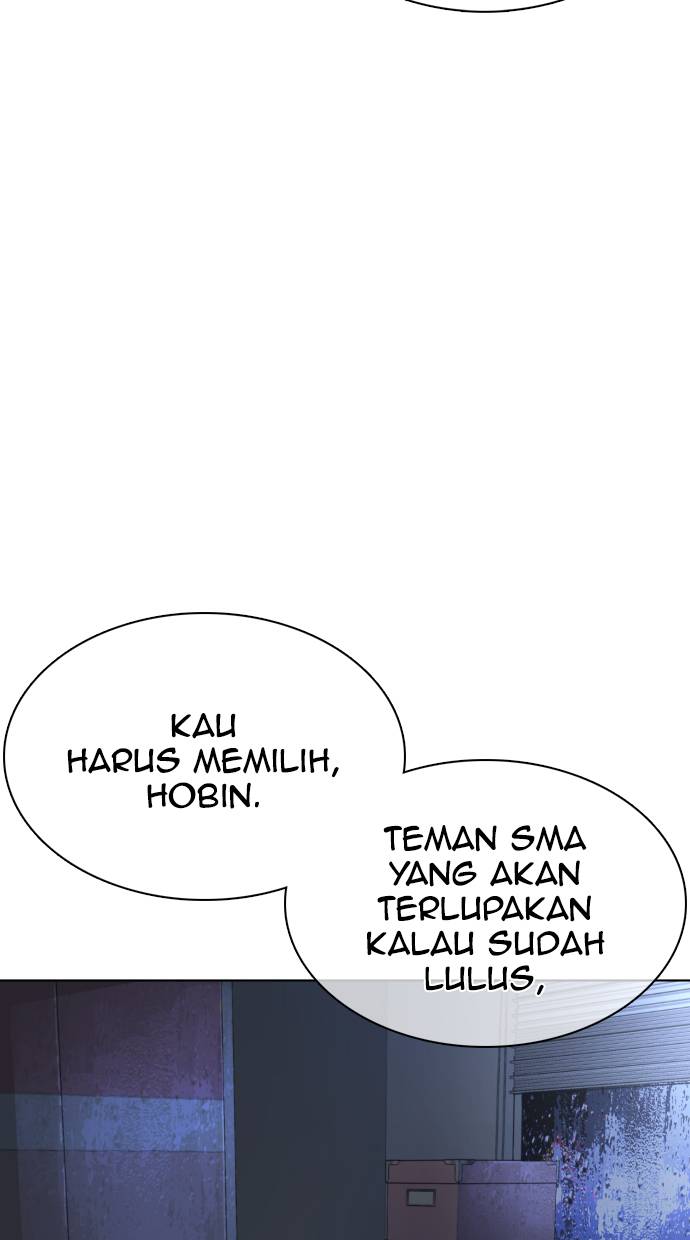 KAU
HARUS MEMILIH,
HOBIN.
TEMAN SMA
YANG AKAN
TERLUPAKAN
KALAU SUDAH
LULUS,